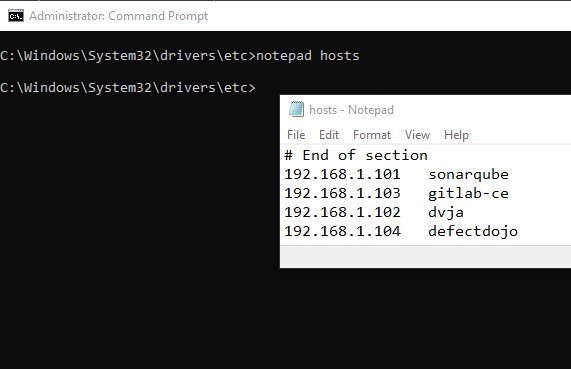 Administrator: Command Prompt
C:\Windows\System32\drivers\etc>notepad hosts
C:\Windows\System32\drivers\etc>
hosts - Notepad
File Edit Format View Help
# End of section
192.168.1.101 sonarqube
192.168.1.103 gitlab-ce
192.168.1.102 dvja
192.168.1.104 defectdojo